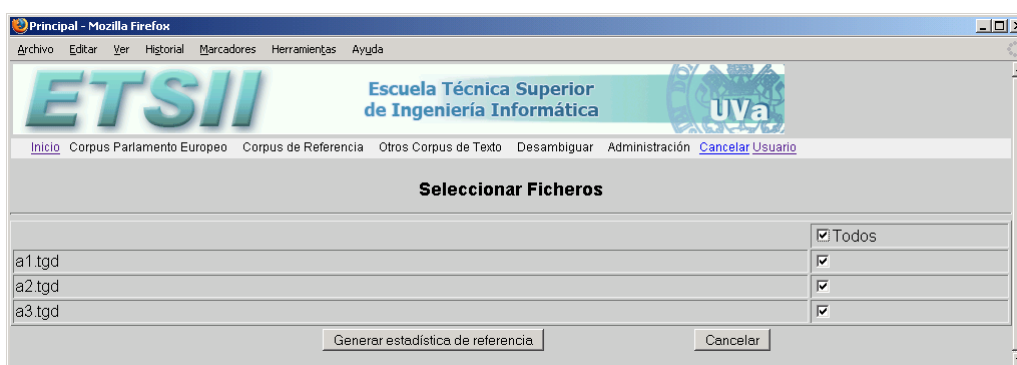 Principal - Mozilla Firefox
Archivo Editar Ver Historial Marcadores Herramientas Ayuda
ETSII
Escuela Técnica Superior
de Ingeniería Informática
UVa
Inicio Corpus Parlamento Europeo Corpus de Referencia Otros Corpus de Texto Desambiguar Administración Cancelar Usuario
Seleccionar Ficheros
Todos
a1.tgd
a2.tgd
a3.tgd
Generar estadística de referencia Cancelar